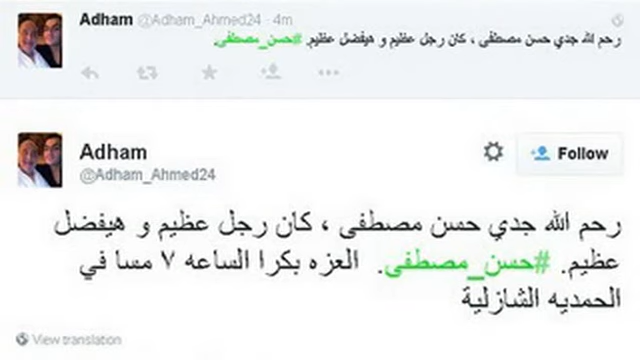 Adham @Adham_Ahmed24 · 4m
رحم الله جدي حسن مصطفى ، كان رجل عظيم و هيفضل عظيم. #حسن_مصطفى.
Adham
Follow
@Adham_Ahmed24
رحم الله جدي حسن مصطفى ، كان رجل عظيم و هيفضل
عظيم. #حسن_مصطفى. العزه بكرا الساعه ٧ مسا في
الحمديه الشازلية
View translation